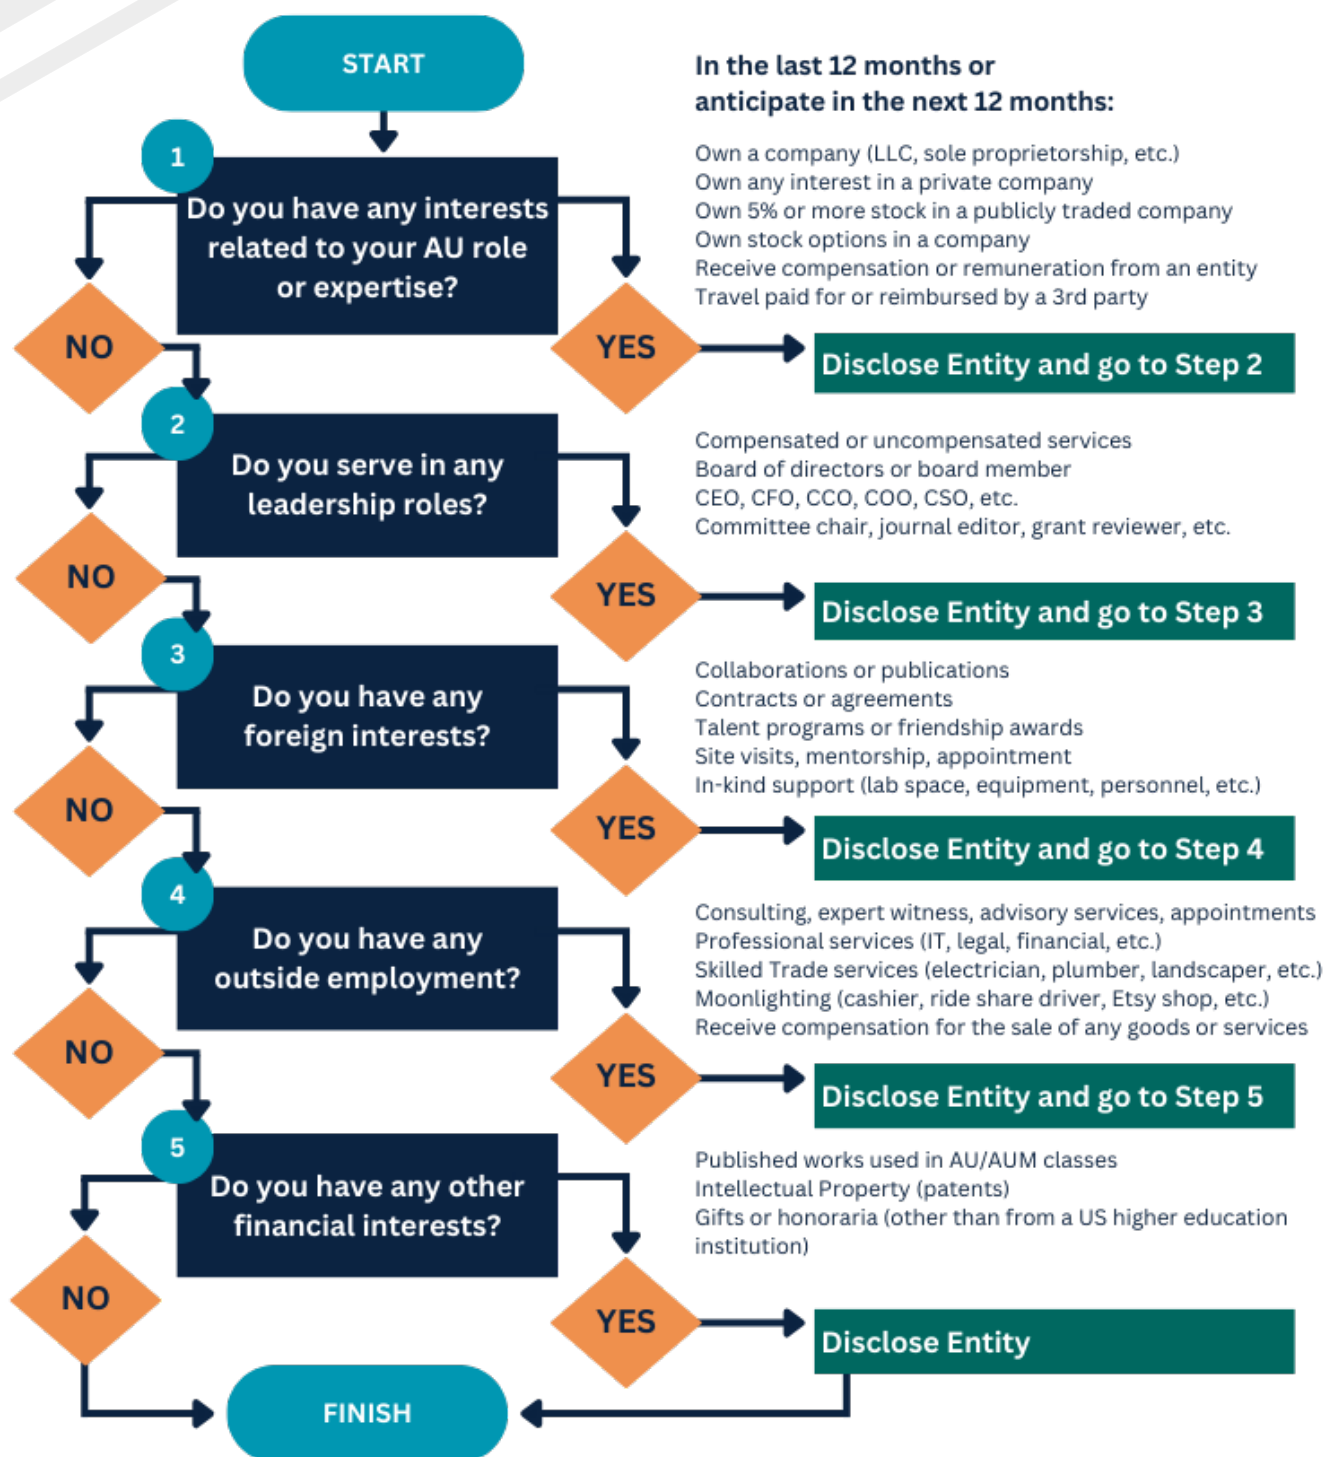 START
In the last 12 months or
anticipate in the next 12 months:
1
Do you have any interests
related to your AU role
or expertise?
Own a company (LLC, sole proprietorship, etc.)
Own any interest in a private company
Own 5% or more stock in a publicly traded company
Own stock options in a company
Receive compensation or remuneration from an entity
Travel paid for or reimbursed by a 3rd party
NO
YES
Disclose Entity and go to Step 2
2
Do you serve in any
leadership roles?
Compensated or uncompensated services
Board of directors or board member
CEO, CFO, CCO, COO, CSO, etc.
Committee chair, journal editor, grant reviewer, etc.
NO
YES
Disclose Entity and go to Step 3
3
Do you have any
foreign interests?
Collaborations or publications
Contracts or agreements
Talent programs or friendship awards
Site visits, mentorship, appointment
In-kind support (lab space, equipment, personnel, etc.)
NO
YES
Disclose Entity and go to Step 4
4
Do you have any
outside employment?
Consulting, expert witness, advisory services, appointments
Professional services (IT, legal, financial, etc.)
Skilled Trade services (electrician, plumber, landscaper, etc.)
Moonlighting (cashier, ride share driver, Etsy shop, etc.)
Receive compensation for the sale of any goods or services
NO
YES
Disclose Entity and go to Step 5
5
Do you have any other
financial interests?
Published works used in AU/AUM classes
Intellectual Property (patents)
Gifts or honoraria (other than from a US higher education
institution)
NO
YES
Disclose Entity
FINISH